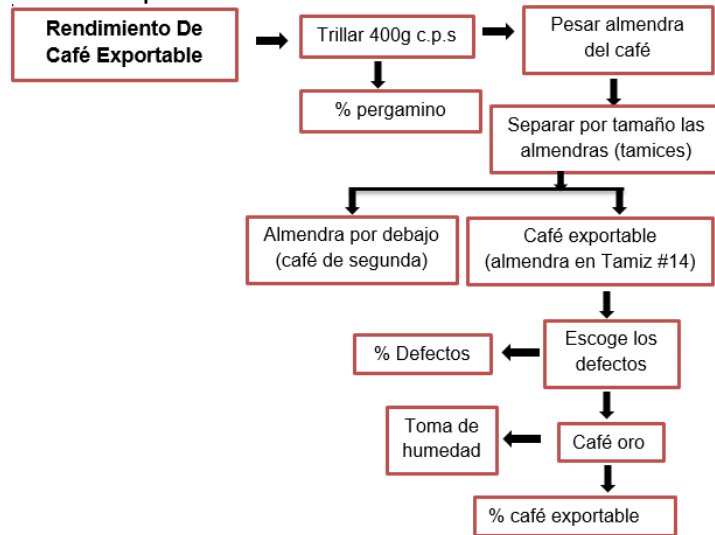 Rendimiento De
Café Exportable
Trillar 400g c.p.s
Pesar almendra
del café
% pergamino
Separar por tamaño las
almendras (tamices)
Almendra por debajo
(café de segunda)
Café exportable
(almendra en Tamiz #14)
% Defectos
Escoge los
defectos
Toma de
humedad
Café oro
% café exportable